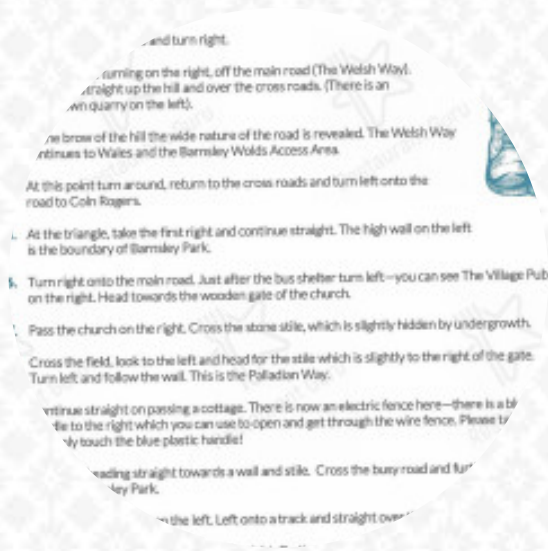 and turn right.
turning on the right, off the main road (The Welsh Way).
straight up the hill and over the cross roads. (There is an
quarry on the left).
brow of the hill the wide nature of the road is revealed. The Welsh Way
continues to Wales and the Barnsley Wolds Access Area.
At this point turn around, return to the cross roads and turn left onto the
road to Coln Rogers.
At the triangle, take the first right and continue straight. The high wall on the left
is the boundary of Barnsley Park.
Turn right onto the main road. Just after the bus shelter turn left—you can see The Village Pub
on the right. Head towards the wooden gate of the church.
Pass the church on the right. Cross the stone stile, which is slightly hidden by undergrowth.
Cross the field, look to the left and head for the stile which is slightly to the right of the gate.
Turn left and follow the wall. This is the Palladian Way.
straight on passing a cottage. There is now an electric fence here—there is a
to the right which you can use to open and get through the wire fence. Please
touch the blue plastic handle!
straight towards a wall and stile. Cross the busy road and
Park.
the left. Left onto a track and straight over